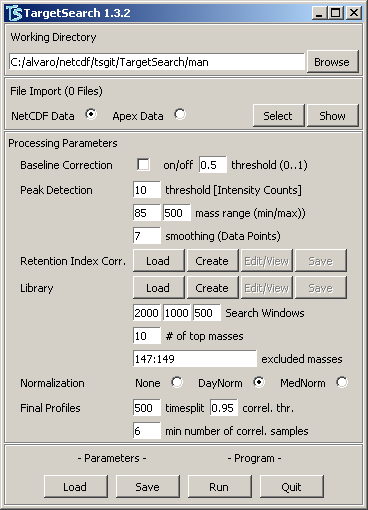 TS TargetSearch 1.3.2
Working Directory
C:/alvaro/netcdf/tsgit/TargetSearch/man Browse
File Import (0 Files)
NetCDF Data Apex Data Select Show
Processing Parameters
Baseline Correction on/off 0.5 threshold (0..1)
Peak Detection 10 threshold [Intensity Counts]
85 500 mass range (min/max))
7 smoothing (Data Points)
Retention Index Corr. Load Create Edit/View Save
Library Load Create Edit/View Save
2000 1000 500 Search Windows
10 # of top masses
147:149 excluded masses
Normalization None DayNorm MedNorm
Final Profiles 500 timesplit 0.95 correl. thr.
6 min number of correl. samples
- Parameters - - Program -
Load Save Run Quit